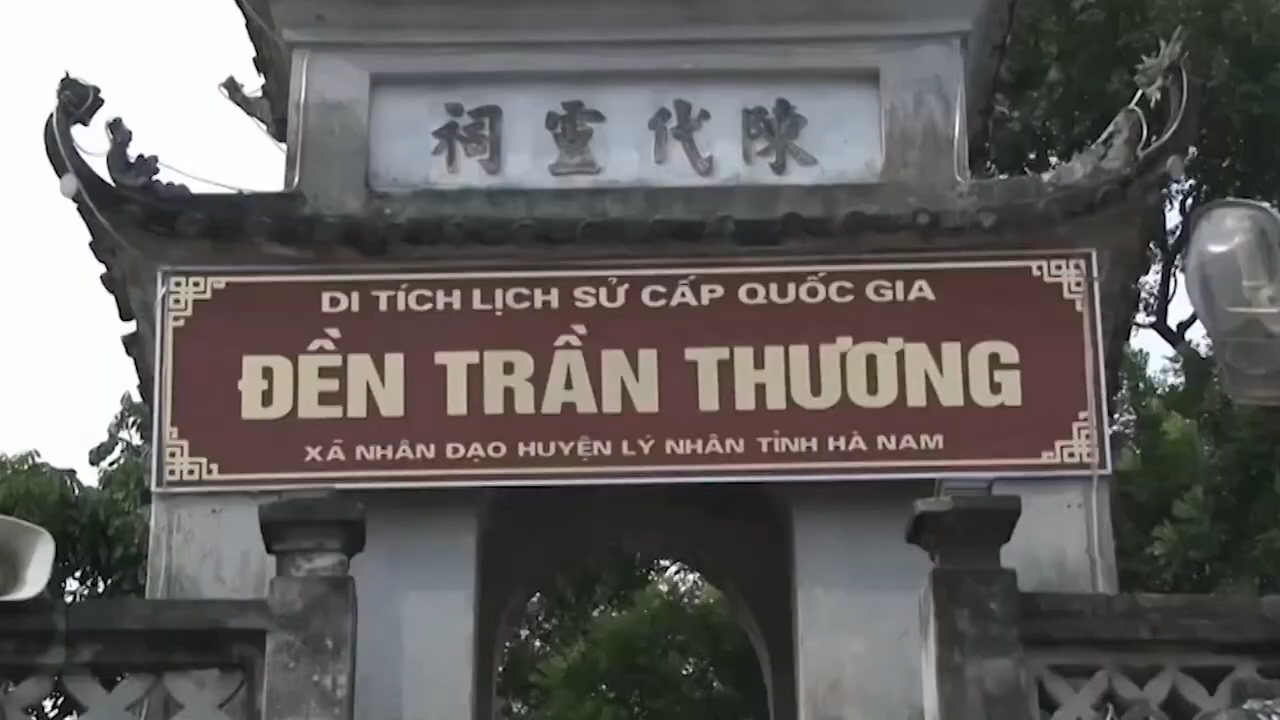 陳代靈祠
DI TÍCH LỊCH SỬ CẤP QUỐC GIA
ĐỀN TRẦN THƯƠNG
XÃ NHÂN ĐẠO HUYỆN LÝ NHÂN TỈNH HÀ NAM